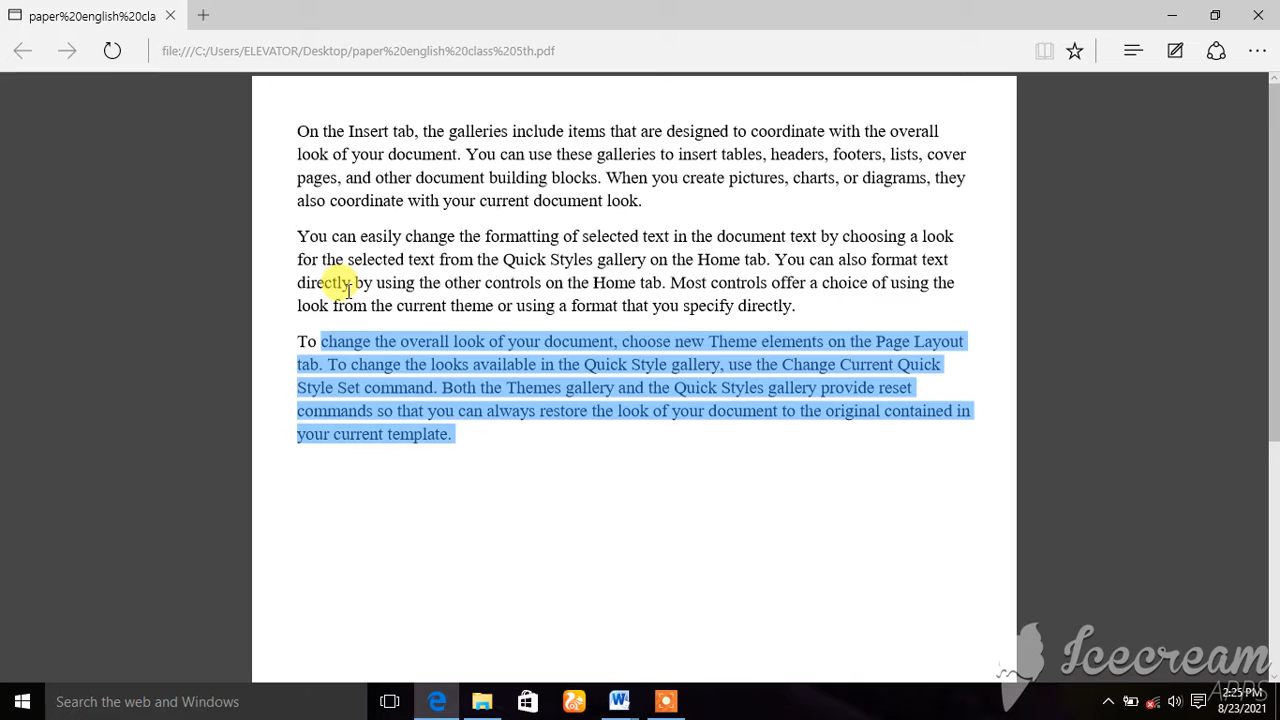 paper%20english%20cla
file:///C:/Users/ELEVATOR/Desktop/paper%20english%20class%205th.pdf
On the Insert tab, the galleries include items that are designed to coordinate with the overall
look of your document. You can use these galleries to insert tables, headers, footers, lists, cover
pages, and other document building blocks. When you create pictures, charts, or diagrams, they
also coordinate with your current document look.
You can easily change the formatting of selected text in the document text by choosing a look
for the selected text from the Quick Styles gallery on the Home tab. You can also format text
directly by using the other controls on the Home tab. Most controls offer a choice of using the
look from the current theme or using a format that you specify directly.
To change the overall look of your document, choose new Theme elements on the Page Layout
tab. To change the looks available in the Quick Style gallery, use the Change Current Quick
Style Set command. Both the Themes gallery and the Quick Styles gallery provide reset
commands so that you can always restore the look of your document to the original contained in
your current template.
Icecream
APPS
Search the web and Windows
2:25 PM
8/23/2021